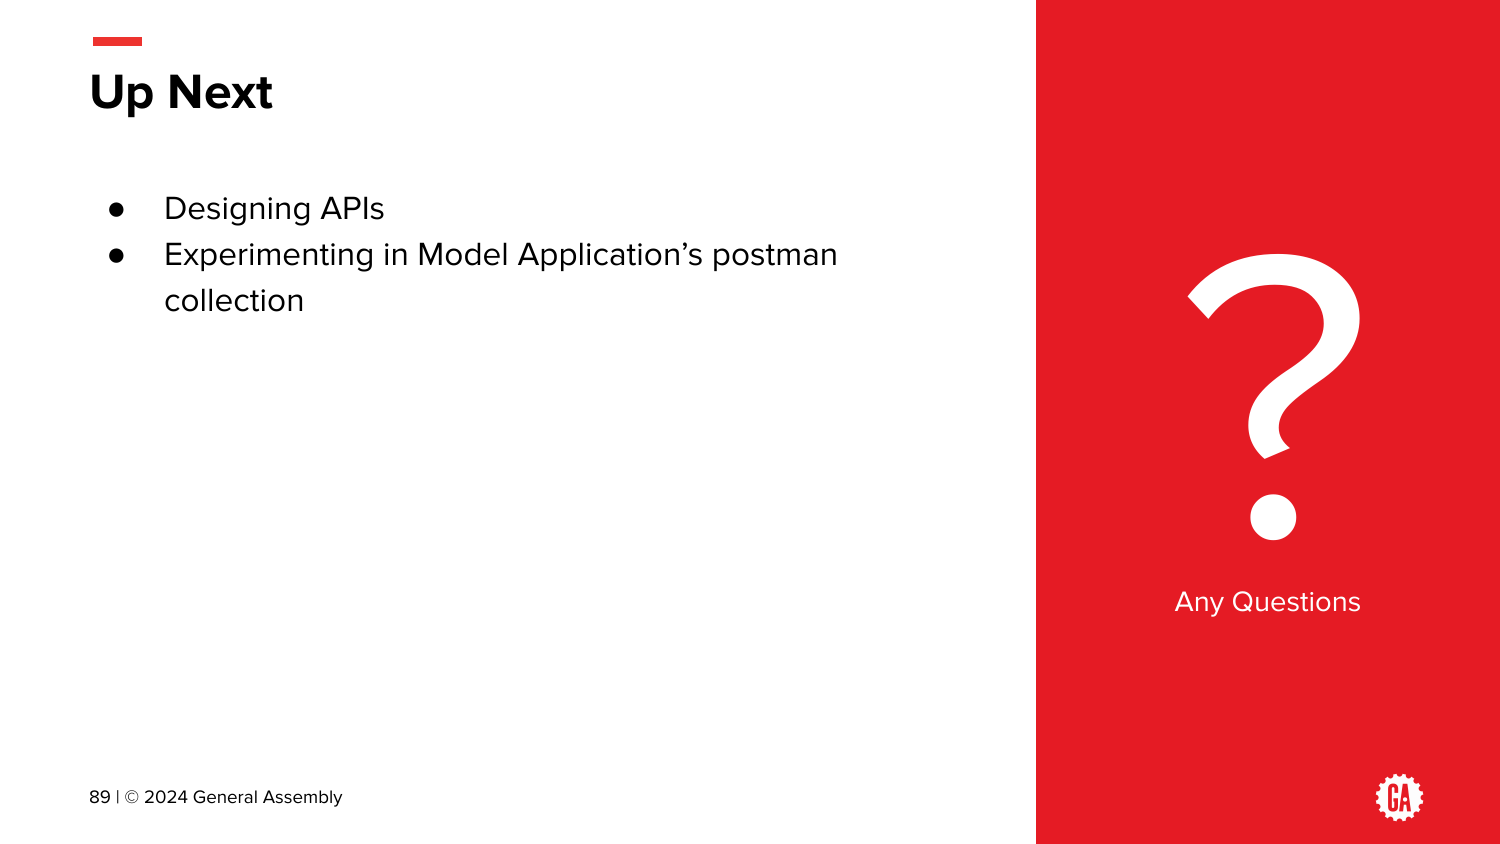 Up Next
● Designing APIs
● Experimenting in Model Application’s postman
collection
?
Any Questions
89 | © 2024 General Assembly
GA